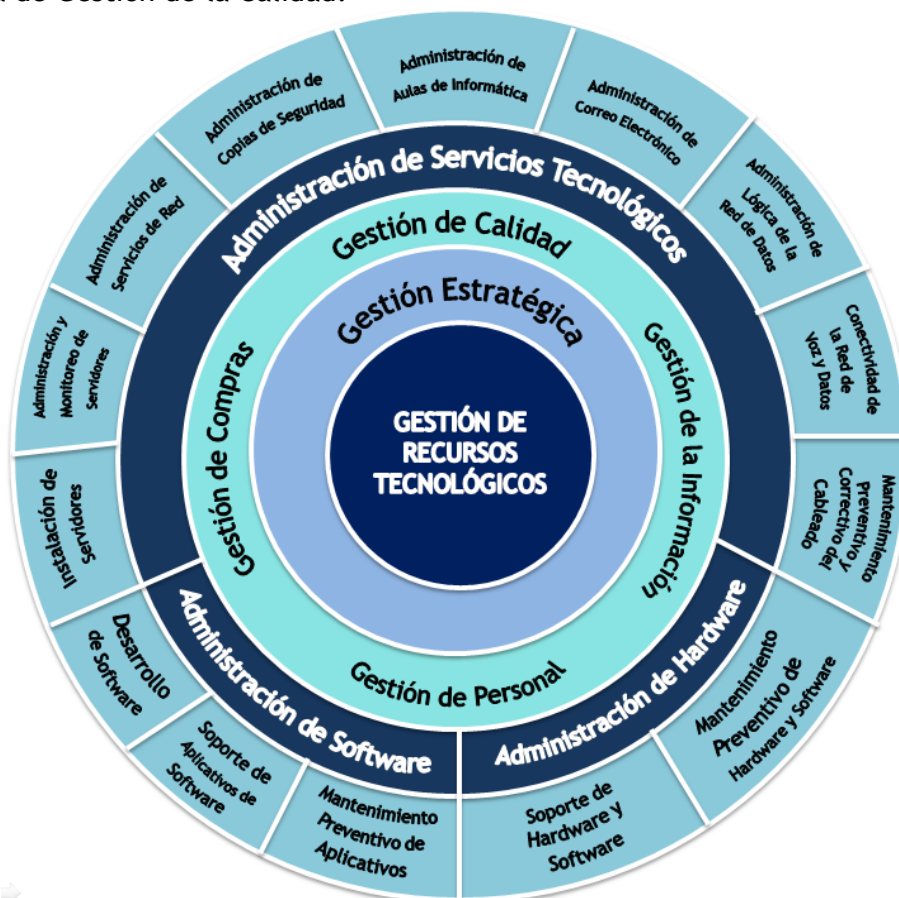 de Gestión de la Calidad.
Administración de
Aulas de Informática
Administración de
Correo Electrónico
Administración de
Lógica de la
Red de Datos
Conectividad de
la Red de
Voz y Datos
Mantenimiento
Preventivo y
Correctivo del
Cableado
Mantenimiento
Preventivo de
Hardware y Software
Soporte de
Hardware y
Software
Mantenimiento
Preventivo de
Aplicativos
Soporte de
Aplicativos de
Software
Desarrollo
de Software
Instalación de
Servidores
Administración y
Monitoreo de
Servidores
Administración de
Servicios de Red
Administración de
Copias de Seguridad
Administración de Servicios Tecnológicos
Administración de Hardware
Administración de Software
Gestión de Calidad
Gestión de la Información
Gestión de Personal
Gestión de Compras
Gestión Estratégica
GESTIÓN DE
RECURSOS
TECNOLÓGICOS